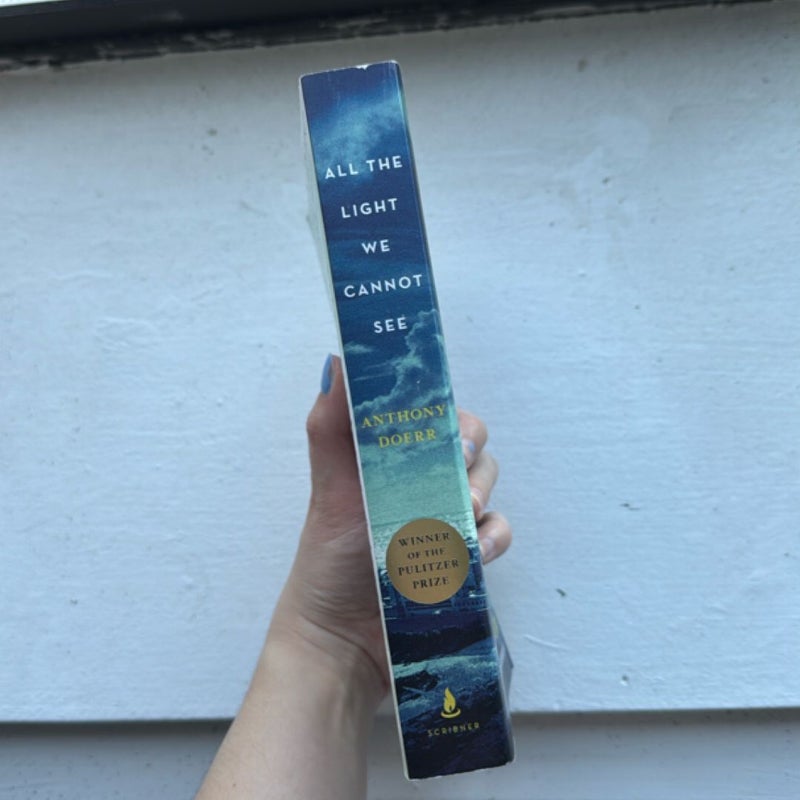 ALL THE
LIGHT
WE
CANNOT
SEE
ANTHONY
DOERR
WINNER
OF THE
PULITZER
PRIZE
SCRIBNER